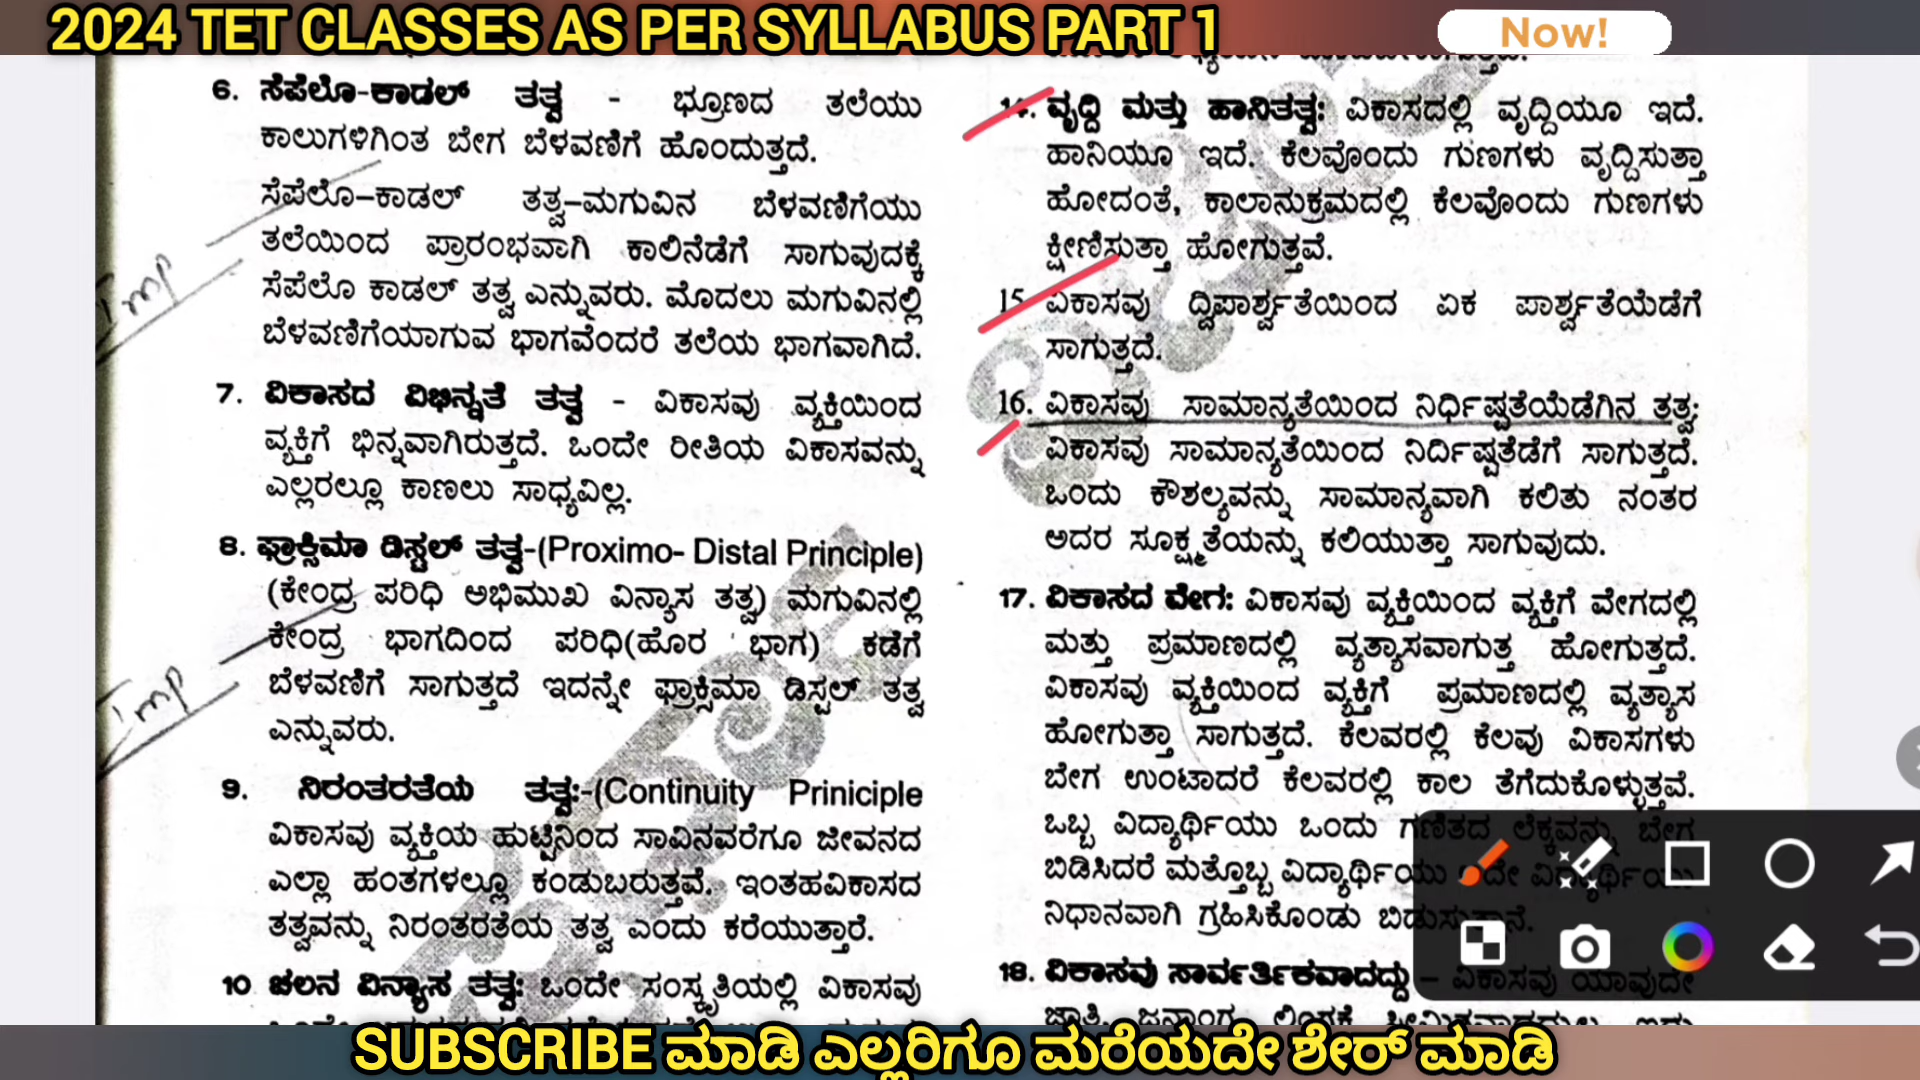 2024 TET CLASSES AS PER SYLLABUS PART 1
Now!
6. ಸೆಪೆಲೊ-ಕಾಡಲ್ ತತ್ವ - ಭ್ರೂಣದ ತಲೆಯು
ಕಾಲುಗಳಿಗಿಂತ ಬೇಗ ಬೆಳವಣಿಗೆ ಹೊಂದುತ್ತದೆ.
ಸೆಪೆಲೊ–ಕಾಡಲ್ ತತ್ವ–ಮಗುವಿನ ಬೆಳವಣಿಗೆಯು
ತಲೆಯಿಂದ ಪ್ರಾರಂಭವಾಗಿ ಕಾಲಿನೆಡೆಗೆ ಸಾಗುವುದಕ್ಕೆ
ಸೆಪೆಲೊ ಕಾಡಲ್ ತತ್ವ ಎನ್ನುವರು. ಮೊದಲು ಮಗುವಿನಲ್ಲಿ
ಬೆಳವಣಿಗೆಯಾಗುವ ಭಾಗವೆಂದರೆ ತಲೆಯ ಭಾಗವಾಗಿದೆ.
Imp
7. ವಿಕಾಸದ ವಿಭಿನ್ನತೆ ತತ್ವ - ವಿಕಾಸವು ವ್ಯಕ್ತಿಯಿಂದ
ವ್ಯಕ್ತಿಗೆ ಭಿನ್ನವಾಗಿರುತ್ತದೆ. ಒಂದೇ ರೀತಿಯ ವಿಕಾಸವನ್ನು
ಎಲ್ಲರಲ್ಲೂ ಕಾಣಲು ಸಾಧ್ಯವಿಲ್ಲ.
8. ಫ್ರಾಕ್ಸಿಮಾ ಡಿಸ್ಟಲ್ ತತ್ವ-(Proximo- Distal Principle)
(ಕೇಂದ್ರ ಪರಿಧಿ ಅಭಿಮುಖ ವಿನ್ಯಾಸ ತತ್ವ) ಮಗುವಿನಲ್ಲಿ
ಕೇಂದ್ರ ಭಾಗದಿಂದ ಪರಿಧಿ(ಹೊರ ಭಾಗ) ಕಡೆಗೆ
ಬೆಳವಣಿಗೆ ಸಾಗುತ್ತದೆ ಇದನ್ನೇ ಫ್ರಾಕ್ಸಿಮಾ ಡಿಸ್ಟಲ್ ತತ್ವ
ಎನ್ನುವರು.
Imp
9. ನಿರಂತರತೆಯ ತತ್ವ:-(Continuity Priniciple
ವಿಕಾಸವು ವ್ಯಕ್ತಿಯ ಹುಟ್ಟಿನಿಂದ ಸಾವಿನವರೆಗೂ ಜೀವನದ
ಎಲ್ಲಾ ಹಂತಗಳಲ್ಲೂ ಕಂಡುಬರುತ್ತವೆ. ಇಂತಹವಿಕಾಸದ
ತತ್ವವನ್ನು ನಿರಂತರತೆಯ ತತ್ವ ಎಂದು ಕರೆಯುತ್ತಾರೆ.
10 ಚಲನ ವಿನ್ಯಾಸ ತತ್ವ: ಒಂದೇ ಸಂಸ್ಕೃತಿಯಲ್ಲಿ ವಿಕಾಸವು
14. ವೃದ್ಧಿ ಮತ್ತು ಹಾನಿತತ್ವ: ವಿಕಾಸದಲ್ಲಿ ವೃದ್ದಿಯೂ ಇದೆ.
ಹಾನಿಯೂ ಇದೆ. ಕೆಲವೊಂದು ಗುಣಗಳು ವೃದ್ದಿಸುತ್ತಾ
ಹೋದಂತೆ, ಕಾಲಾನುಕ್ರಮದಲ್ಲಿ ಕೆಲವೊಂದು ಗುಣಗಳು
ಕ್ಷೀಣಿಸುತ್ತಾ ಹೋಗುತ್ತವೆ.
15 ವಿಕಾಸವು ದ್ವಿಪಾರ್ಶ್ವತೆಯಿಂದ ಏಕ ಪಾರ್ಶ್ವತೆಯೆಡೆಗೆ
ಸಾಗುತ್ತದೆ.
16. ವಿಕಾಸವು ಸಾಮಾನ್ಯತೆಯಿಂದ ನಿರ್ಧಿಷ್ಟತೆಯೆಡೆಗಿನ ತತ್ವ:
ವಿಕಾಸವು ಸಾಮಾನ್ಯತೆಯಿಂದ ನಿರ್ದಿಷ್ಟತೆಡೆಗೆ ಸಾಗುತ್ತದೆ.
ಒಂದು ಕೌಶಲ್ಯವನ್ನು ಸಾಮಾನ್ಯವಾಗಿ ಕಲಿತು ನಂತರ
ಅದರ ಸೂಕ್ಷ್ಮತೆಯನ್ನು ಕಲಿಯುತ್ತಾ ಸಾಗುವುದು.
17. ವಿಕಾಸದ ವೇಗ: ವಿಕಾಸವು ವ್ಯಕ್ತಿಯಿಂದ ವ್ಯಕ್ತಿಗೆ ವೇಗದಲ್ಲಿ
ಮತ್ತು ಪ್ರಮಾಣದಲ್ಲಿ ವ್ಯತ್ಯಾಸವಾಗುತ್ತ ಹೋಗುತ್ತದೆ.
ವಿಕಾಸವು ವ್ಯಕ್ತಿಯಿಂದ ವ್ಯಕ್ತಿಗೆ ಪ್ರಮಾಣದಲ್ಲಿ ವ್ಯತ್ಯಾಸ
ಹೋಗುತ್ತಾ ಸಾಗುತ್ತದೆ. ಕೆಲವರಲ್ಲಿ ಕೆಲವು ವಿಕಾಸಗಳು
ಬೇಗ ಉಂಟಾದರೆ ಕೆಲವರಲ್ಲಿ ಕಾಲ ತೆಗೆದುಕೊಳ್ಳುತ್ತವೆ.
ಒಬ್ಬ ವಿದ್ಯಾರ್ಥಿಯು ಒಂದು ಗಣಿತದ ಲೆಕ್ಕವನ್ನು ಬೇಗ
ಬಿಡಿಸಿದರೆ ಮತ್ತೊಬ್ಬ ವಿದ್ಯಾರ್ಥಿಯು ವಿದ್ಯಾರ್ಥಿಯು
ನಿಧಾನವಾಗಿ ಗ್ರಹಿಸಿಕೊಂಡು
18. ವಿಕಾಸವು ಸಾರ್ವರ್ತಿಕವಾದದ್ದು – ವಿಕಾಸವು ಯಾವುದೇ
SUBSCRIBE ಮಾಡಿ ಎಲ್ಲರಿಗೂ ಮರೆಯದೇ ಶೇರ್ ಮಾಡಿ